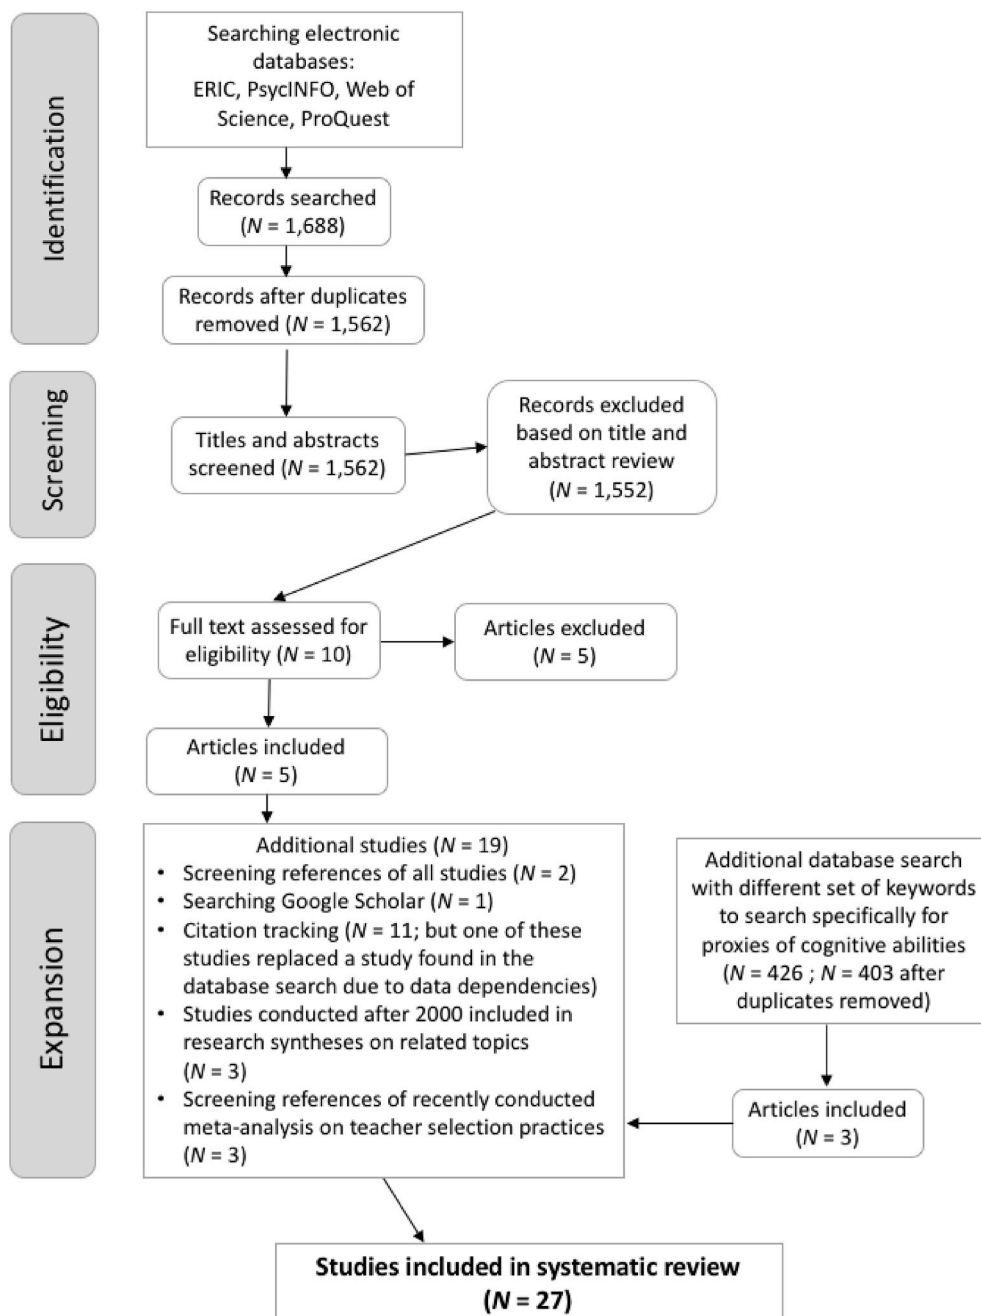 Identification
Searching electronic
databases:
ERIC, PsycINFO, Web of
Science, ProQuest
Records searched
(N = 1,688)
Records after duplicates
removed (N = 1,562)
Screening
Titles and abstracts
screened (N = 1,562)
Records excluded
based on title and
abstract review
(N = 1,552)
Eligibility
Full text assessed for
eligibility (N = 10)
Articles excluded
(N = 5)
Articles included
(N = 5)
Expansion
Additional studies (N = 19)
• Screening references of all studies (N = 2)
• Searching Google Scholar (N = 1)
• Citation tracking (N = 11; but one of these
studies replaced a study found in the
database search due to data dependencies)
• Studies conducted after 2000 included in
research syntheses on related topics
(N = 3)
• Screening references of recently conducted
meta-analysis on teacher selection practices
(N = 3)
Additional database search
with different set of keywords
to search specifically for
proxies of cognitive abilities
(N = 426 ; N = 403 after
duplicates removed)
Articles included
(N = 3)
Studies included in systematic review
(N = 27)